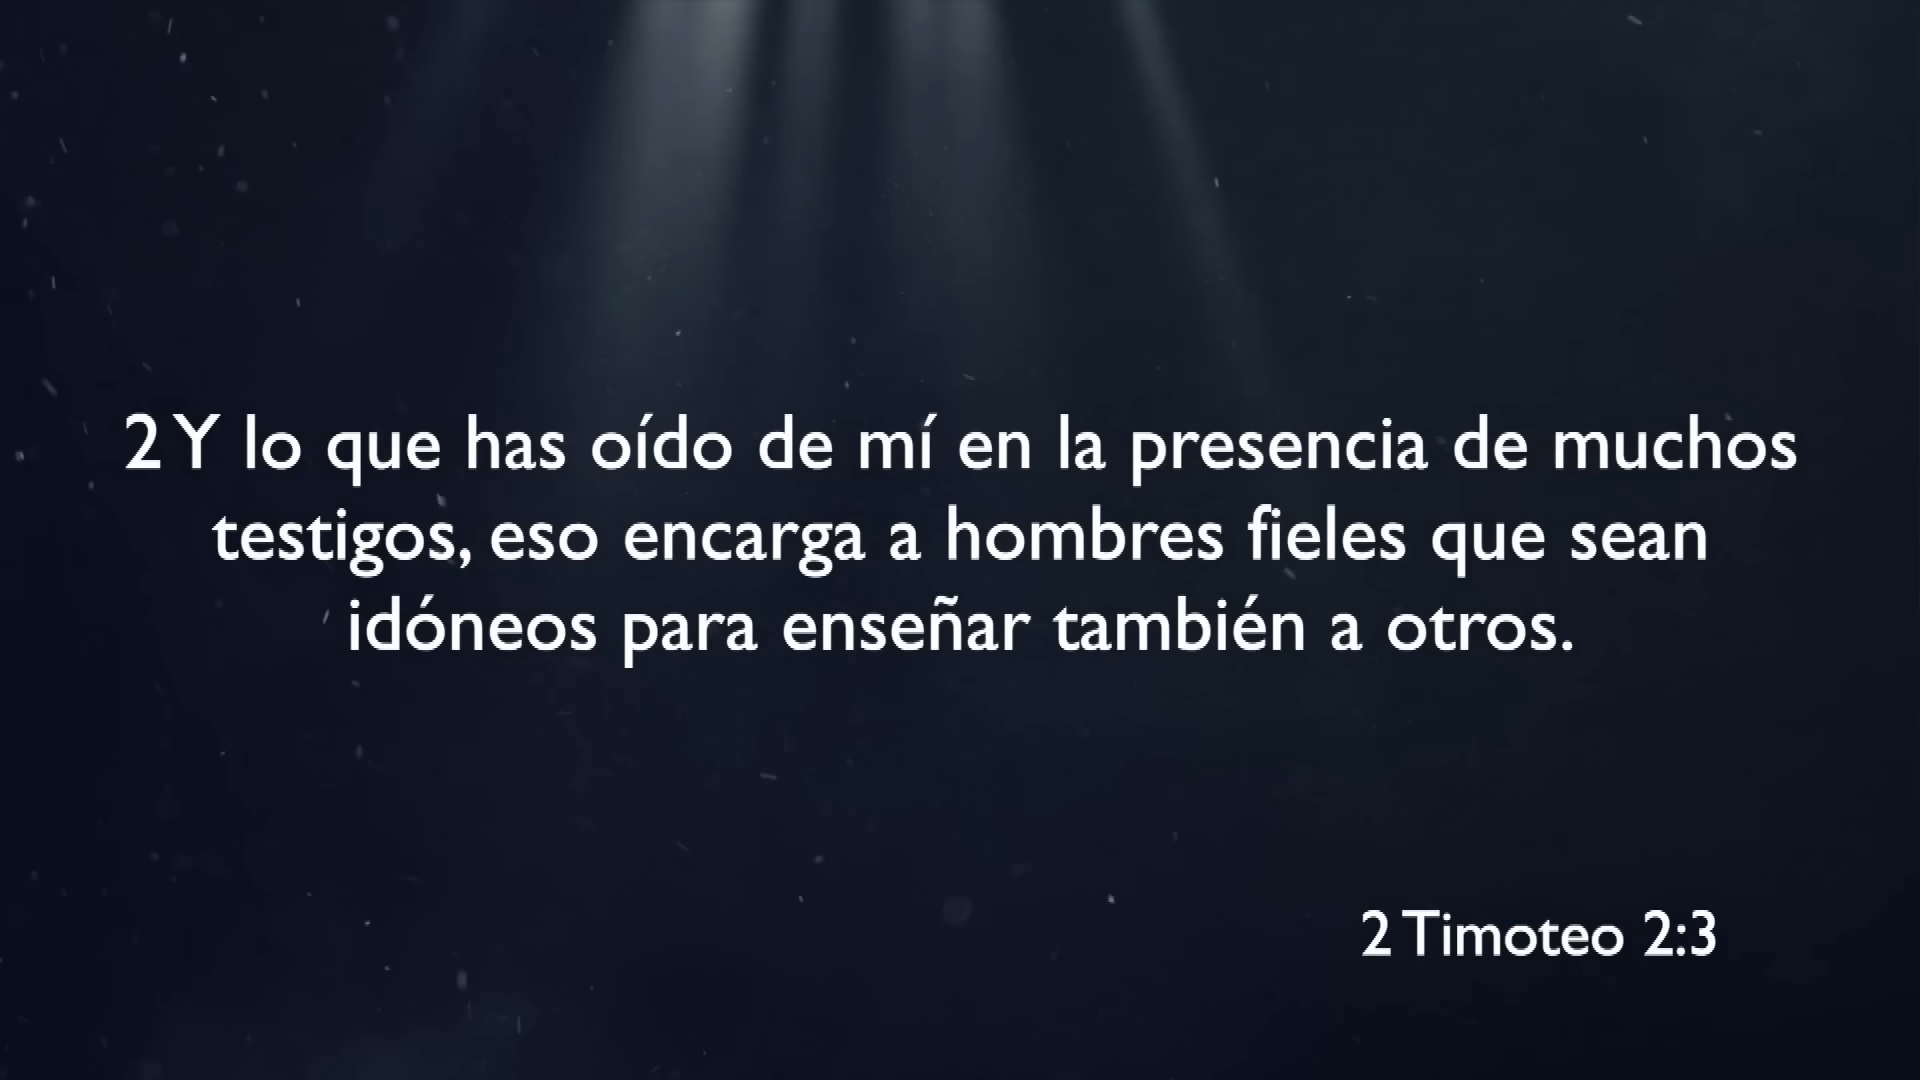 2 Y lo que has oído de mí en la presencia de muchos
testigos, eso encarga a hombres fieles que sean
idóneos para enseñar también a otros.
2 Timoteo 2:3